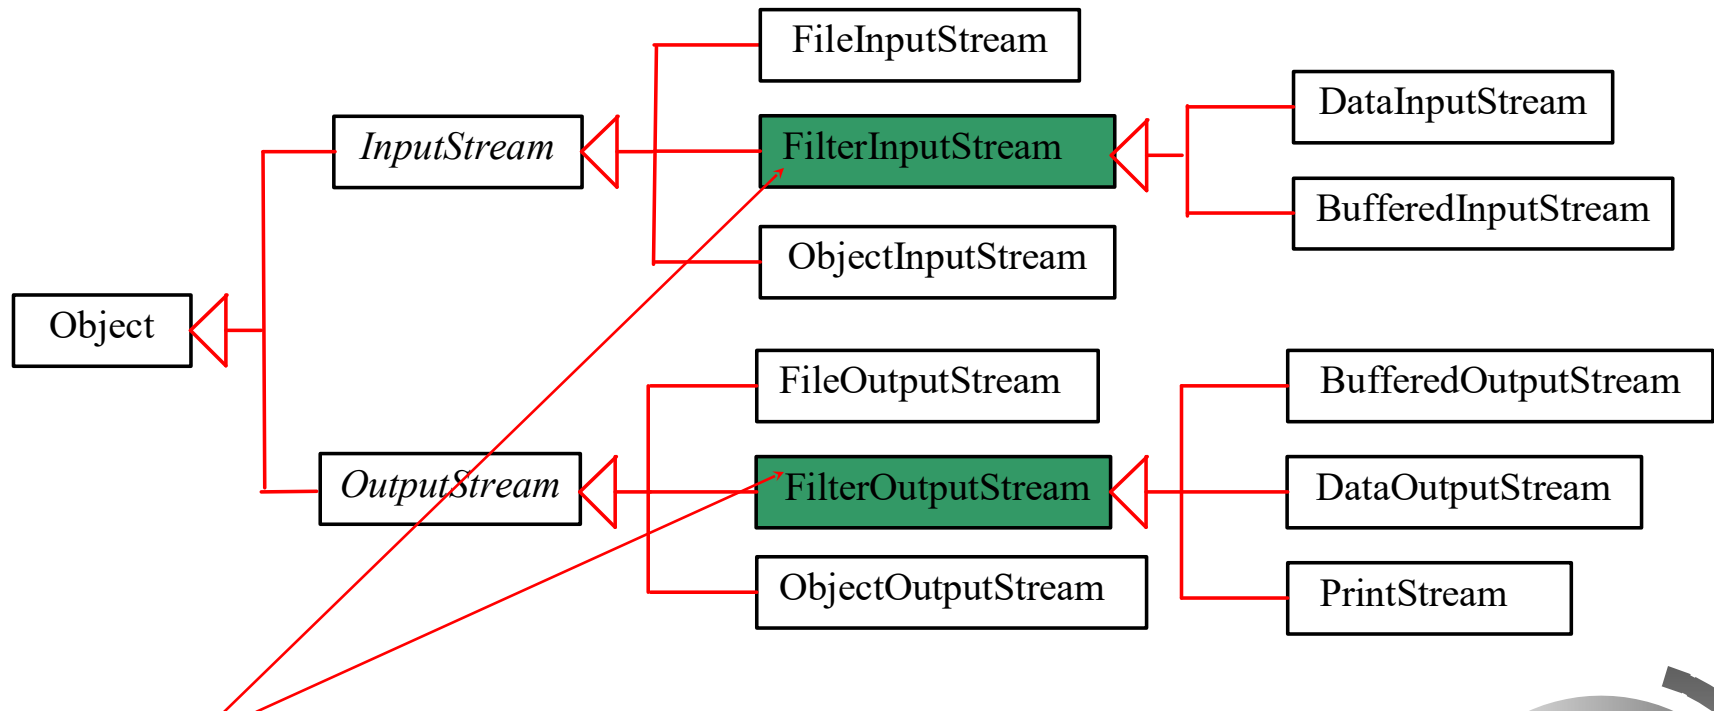 FileInputStream
DataInputStream
InputStream
FilterInputStream
BufferedInputStream
ObjectInputStream
Object
FileOutputStream
BufferedOutputStream
OutputStream
FilterOutputStream
DataOutputStream
ObjectOutputStream
PrintStream